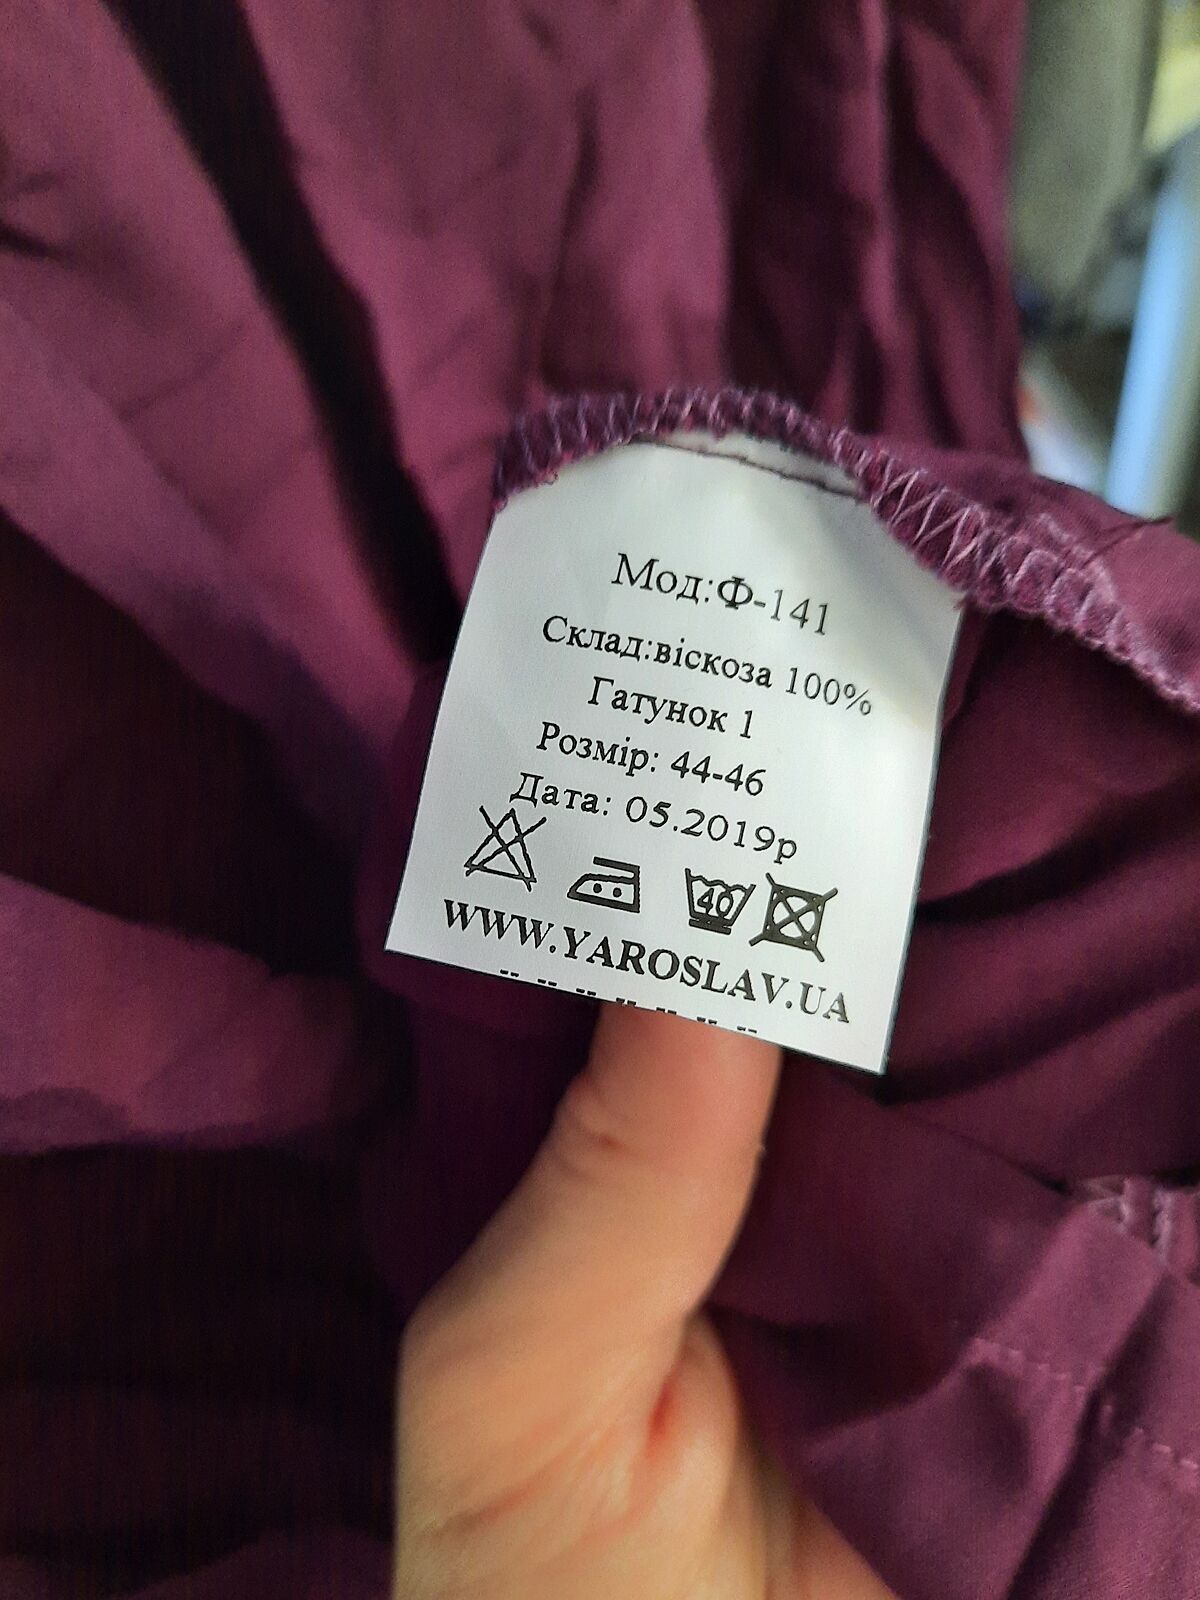 Мод:Ф-141
Склад:віскоза 100%
Гатунок 1
Розмір: 44-46
Дата: 05.2019р
40
WWW.YAROSLAV.UA